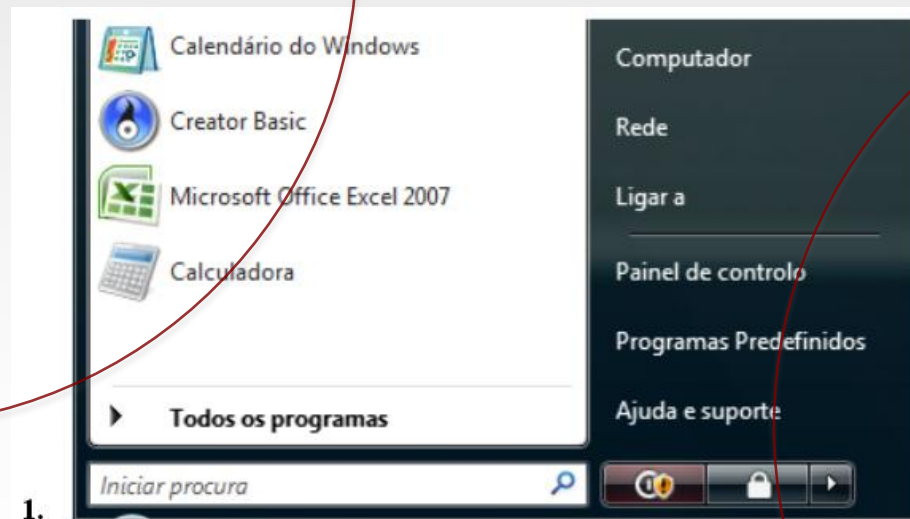 Calendário do Windows
Creator Basic
Microsoft Office Excel 2007
Calculadora
Todos os programas
Iniciar procura
Computador
Rede
Ligar a
Painel de controlo
Programas Predefinidos
Ajuda e suporte
1.